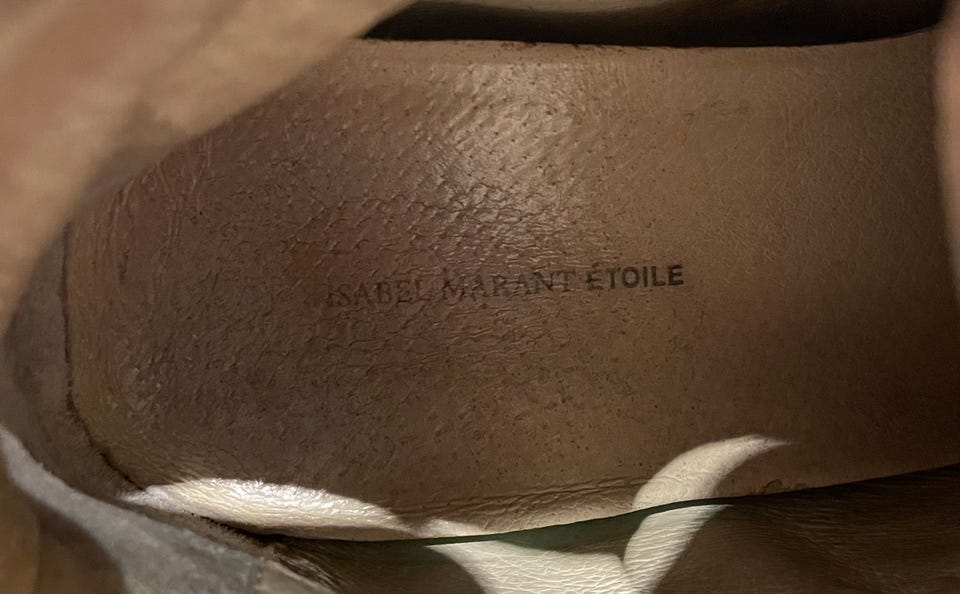 ISABEL MARANT ÉTOILE